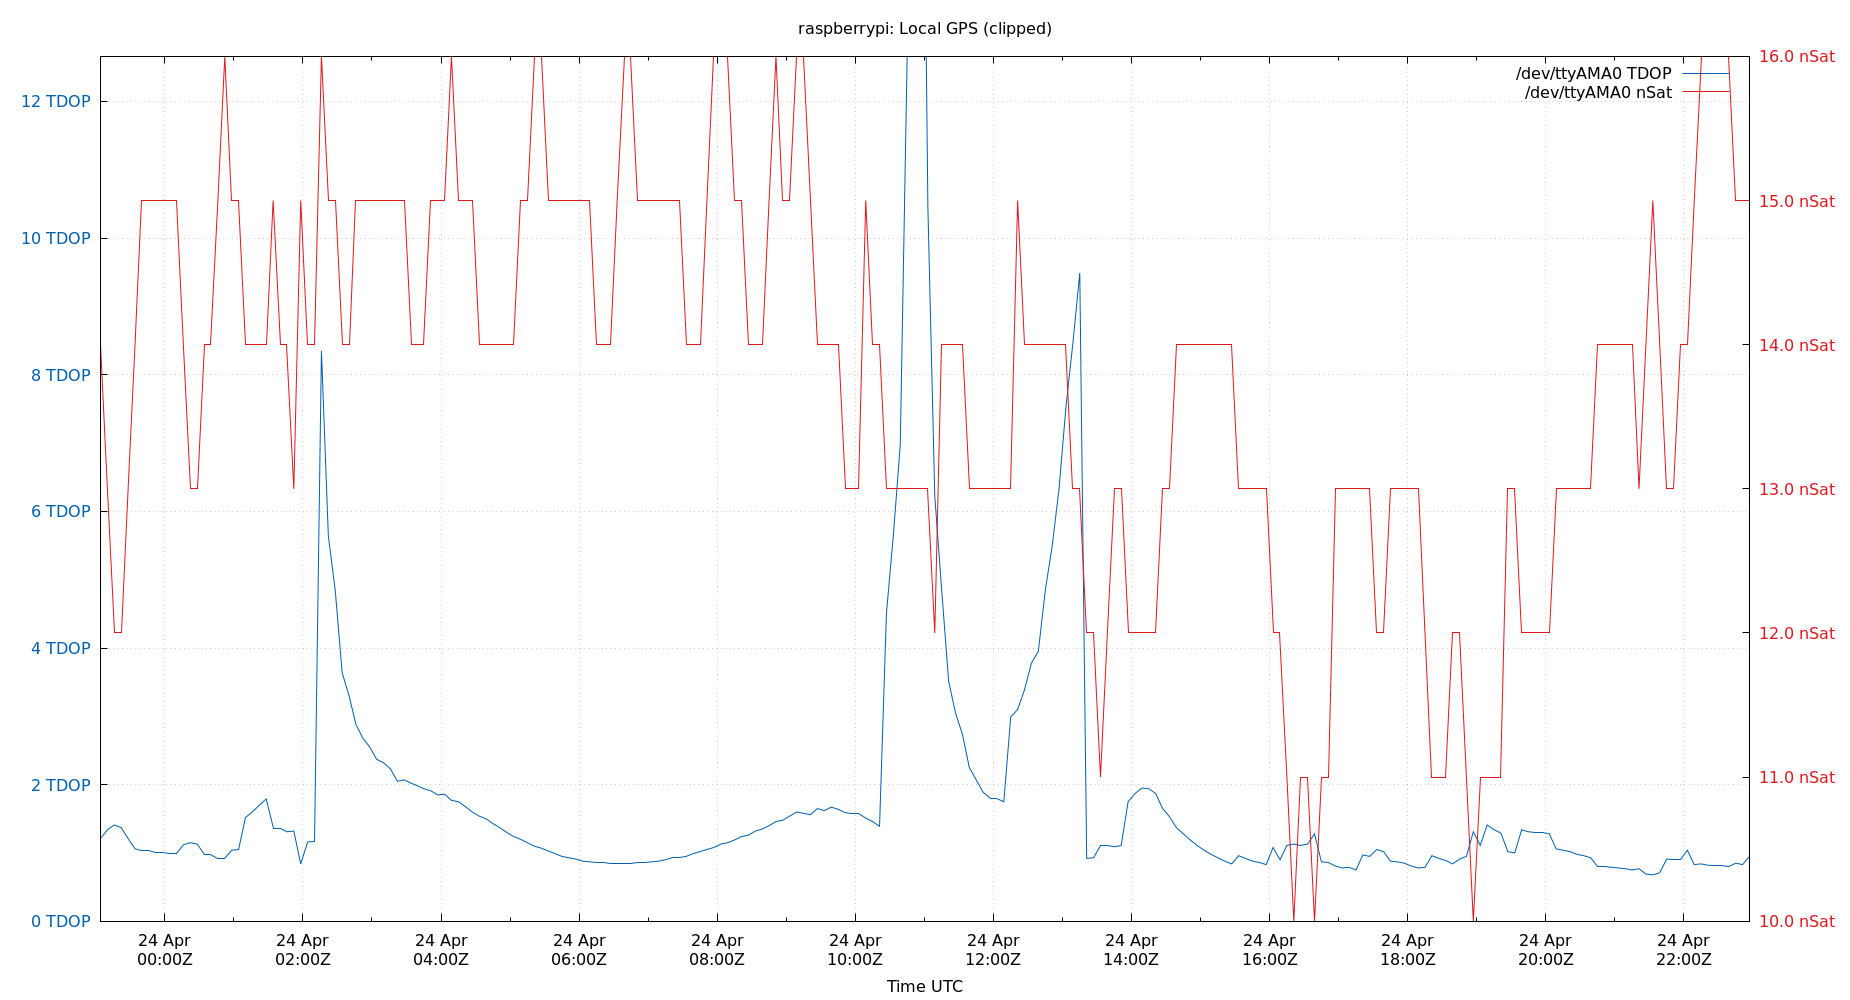 raspberrypi: Local GPS (clipped)
/dev/ttyAMA0 TDOP
/dev/ttyAMA0 nSat
12 TDOP
10 TDOP
8 TDOP
6 TDOP
4 TDOP
2 TDOP
0 TDOP
16.0 nSat
15.0 nSat
14.0 nSat
13.0 nSat
12.0 nSat
11.0 nSat
10.0 nSat
24 Apr 24 Apr 24 Apr 24 Apr 24 Apr 24 Apr 24 Apr 24 Apr 24 Apr 24 Apr 24 Apr 24 Apr
00:00Z 02:00Z 04:00Z 06:00Z 08:00Z 10:00Z 12:00Z 14:00Z 16:00Z 18:00Z 20:00Z 22:00Z
Time UTC